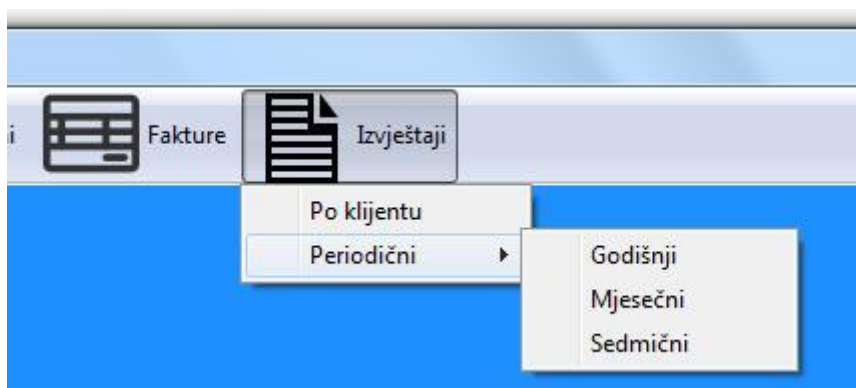 i
Fakture
Izvještaji
Po klijentu
Periodični
Godišnji
Mjesečni
Sedmični